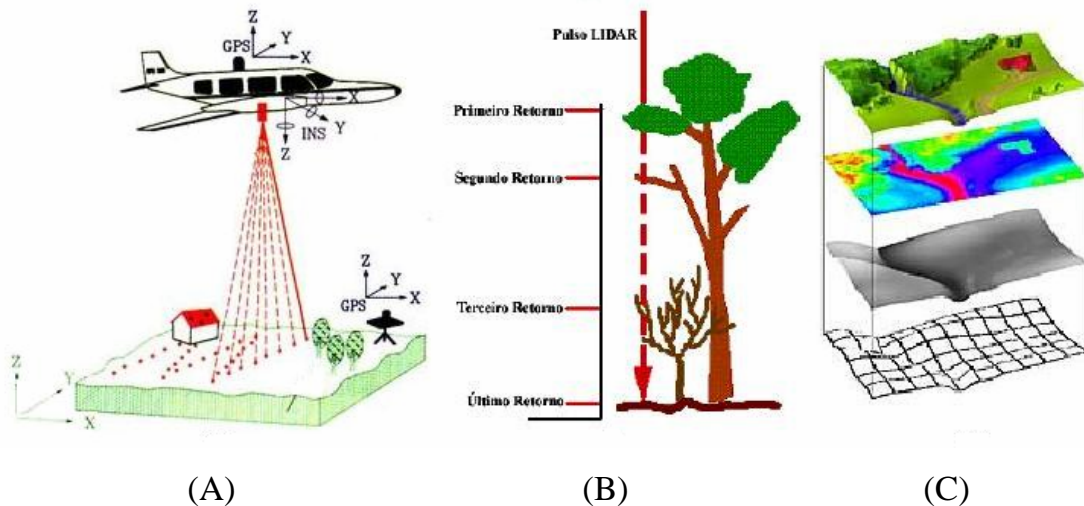 Z
Y
GPS
X
X
Y
INS
Z
Z
Y
X
GPS
Z
Y
X
Pulso LIDAR
Primeiro Retorno
Segundo Retorno
Terceiro Retorno
Último Retorno
(A)
(B)
(C)